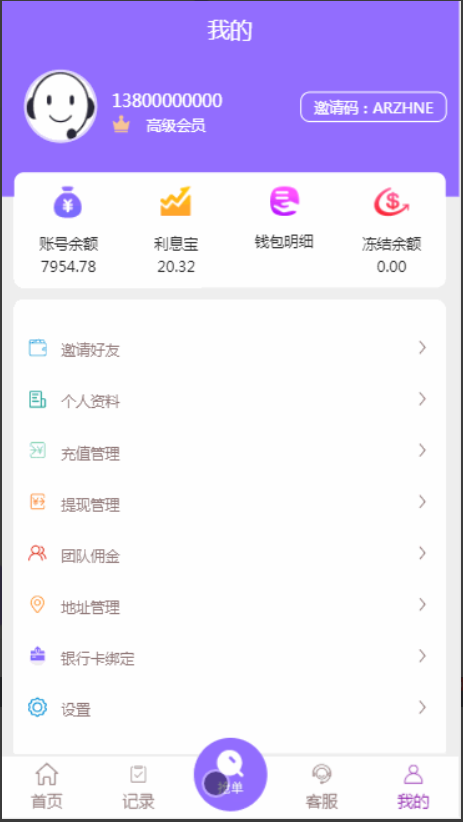 我的
13800000000
高级会员
邀请码：ARZHNE
账号余额 利息宝 钱包明细 冻结余额
7954.78 20.32 0.00
邀请好友
个人资料
充值管理
提现管理
团队佣金
地址管理
银行卡绑定
设置
首页 记录 抢单 客服 我的